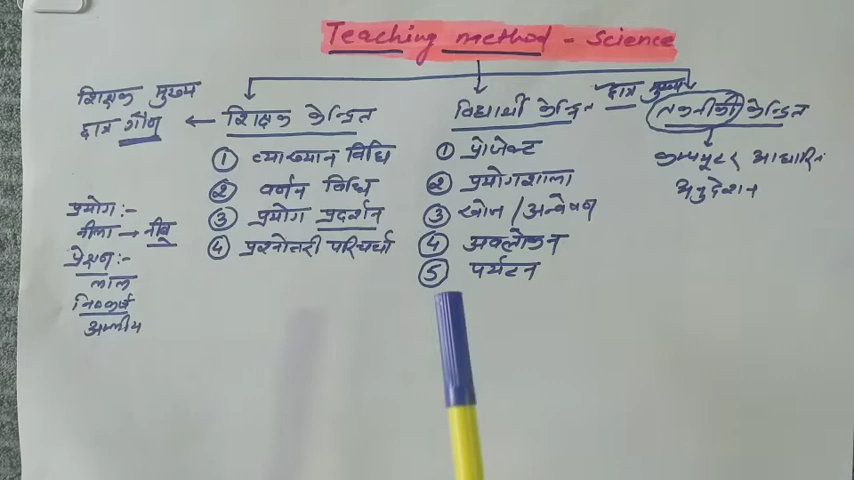 Teaching method - Science
शिक्षक मुख्य
छात्र गौण
शिक्षक केन्द्रित
① व्याख्यान विधि
② वर्णन विधि
③ प्रयोग प्रदर्शन
④ प्रश्नोतरी परिचर्चा
प्रयोग :-
नीला → नींबू
प्रेक्षण :-
लाल
निष्कर्ष
अम्लीय
विद्यार्थी केन्द्रित
छात्र मुख्य
① प्रोजेक्ट
② प्रयोगशाला
③ खोज / अन्वेषण
④ अवलोकन
⑤ पर्यटन
तकनीकी केन्द्रित
कम्प्यूटर आधारित
अनुदेशन